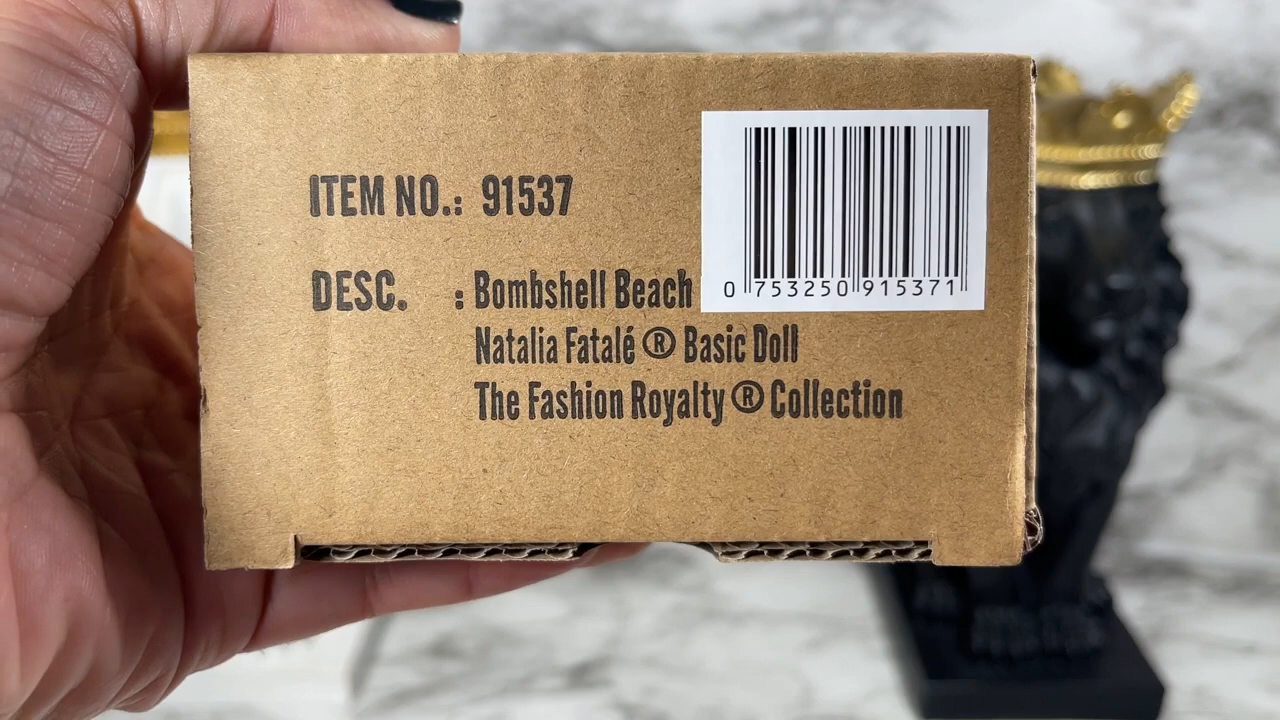 ITEM NO.: 91537
DESC. : Bombshell Beach
Natalia Fatalé ® Basic Doll
The Fashion Royalty ® Collection
0 753250 915371